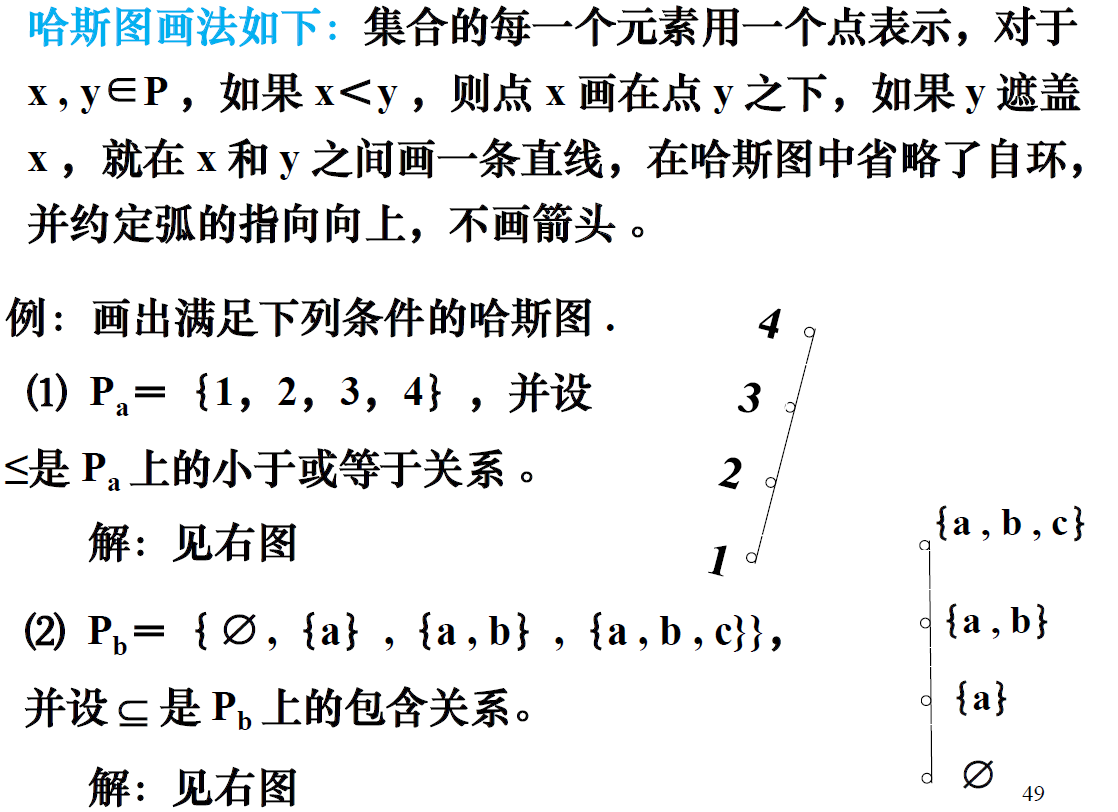 哈斯图画法如下：集合的每一个元素用一个点表示，对于
x , y∈P ，如果 x＜y ，则点 x 画在点 y 之下，如果 y 遮盖
x ，就在 x 和 y 之间画一条直线，在哈斯图中省略了自环，
并约定弧的指向向上，不画箭头 。
例：画出满足下列条件的哈斯图 .
⑴ Pa＝｛1，2，3，4｝，并设
≤是 Pa 上的小于或等于关系 。
解：见右图
4
3
2
1
⑵ Pb＝｛∅，{a}，{a , b}，{a , b , c}}，
并设 ⊆ 是 Pb 上的包含关系。
解：见右图
{a , b , c}
{a , b}
{a}
∅
49